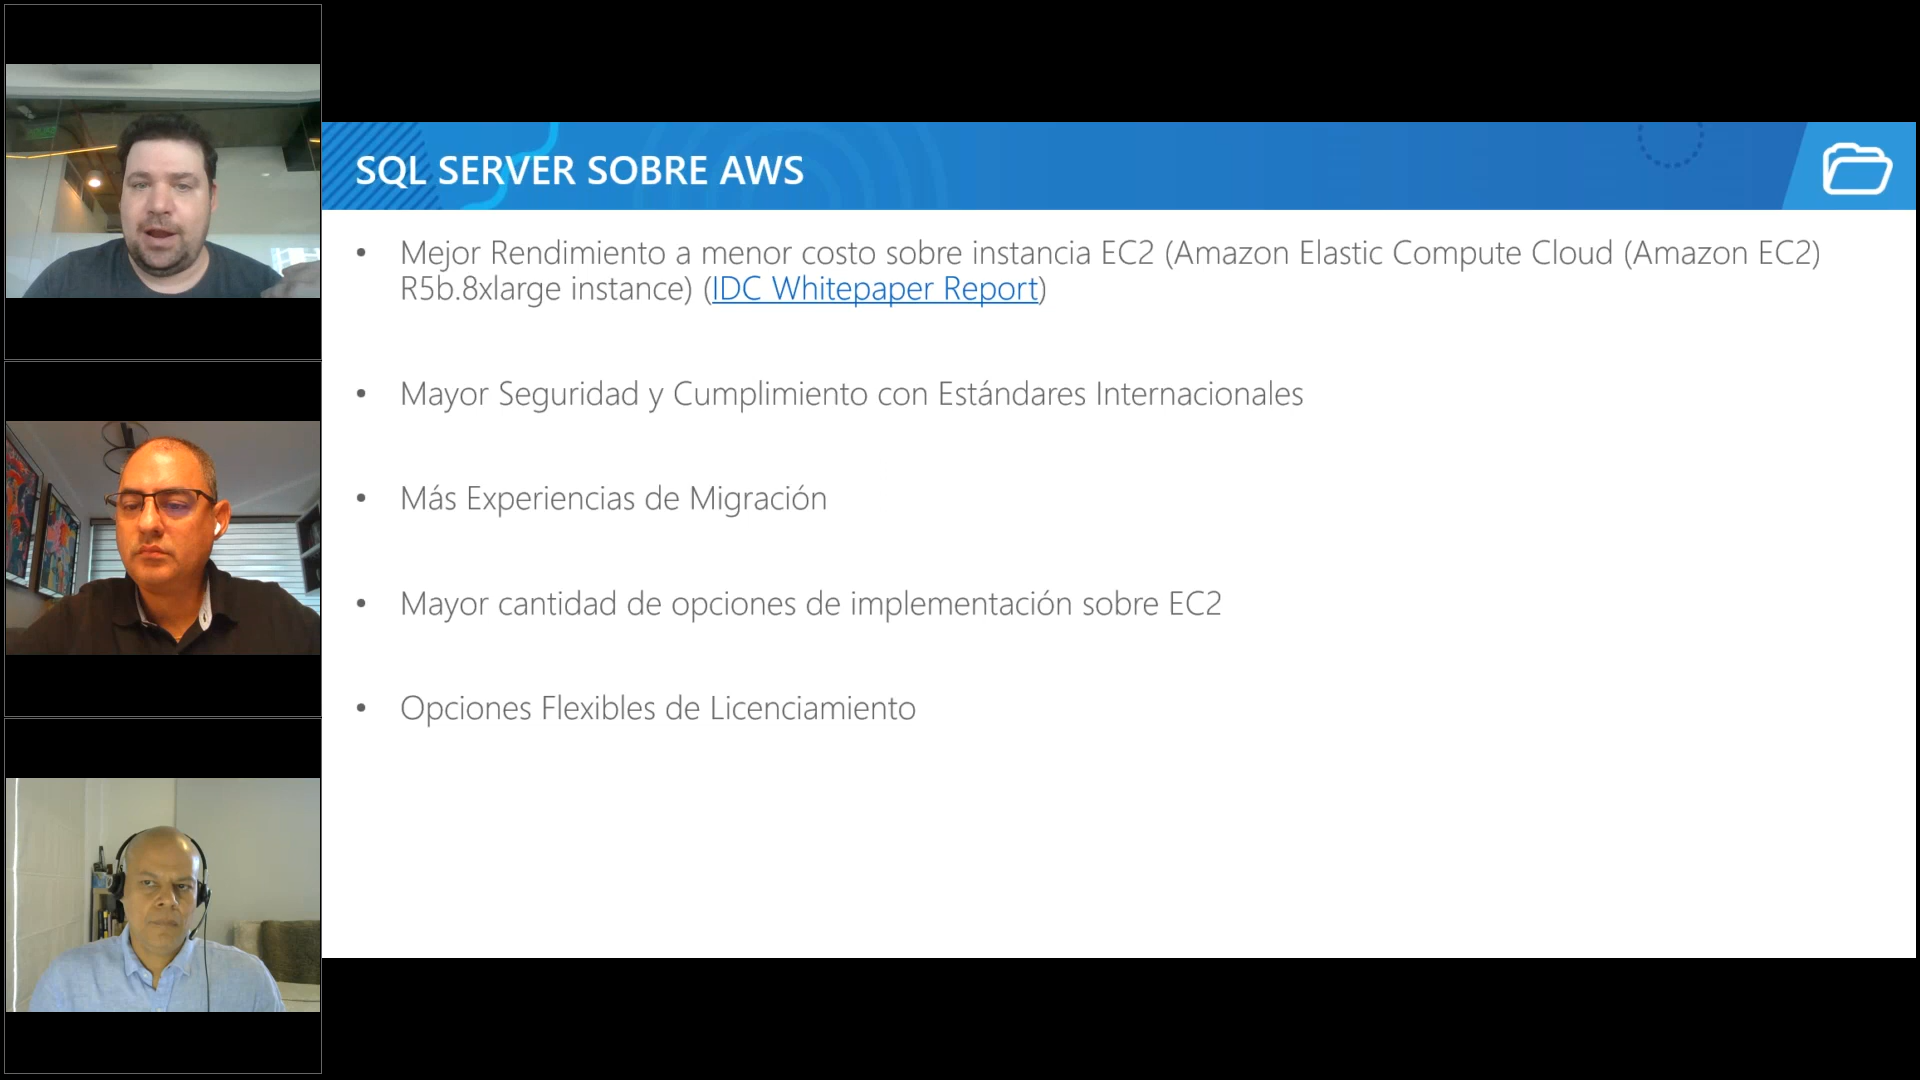 SQL SERVER SOBRE AWS
• Mejor Rendimiento a menor costo sobre instancia EC2 (Amazon Elastic Compute Cloud (Amazon EC2)
R5b.8xlarge instance) (IDC Whitepaper Report)
• Mayor Seguridad y Cumplimiento con Estándares Internacionales
• Más Experiencias de Migración
• Mayor cantidad de opciones de implementación sobre EC2
• Opciones Flexibles de Licenciamiento